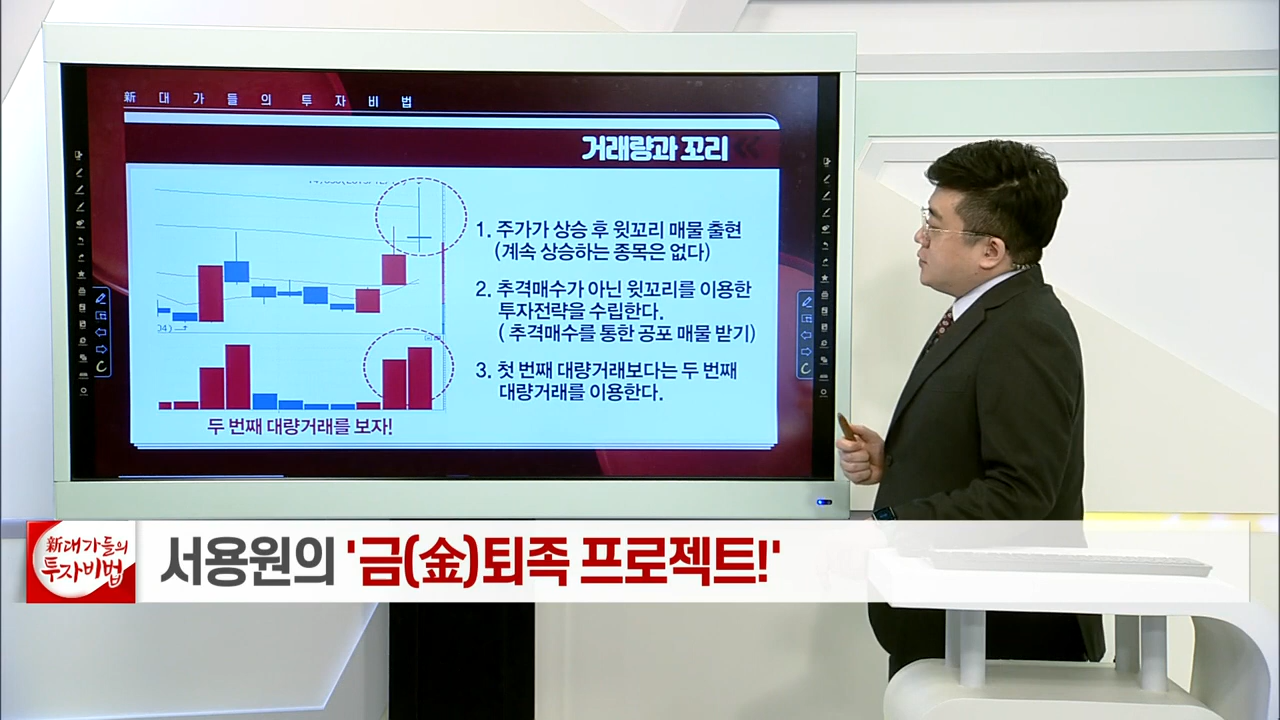 新 대 가 들 의 투 자 비 법
거래량과 꼬리
1. 주가가 상승 후 윗꼬리 매물 출현
(계속 상승하는 종목은 없다)
2. 추격매수가 아닌 윗꼬리를 이용한
투자전략을 수립한다.
( 추격매수를 통한 공포 매물 받기)
3. 첫 번째 대량거래보다는 두 번째
대량거래를 이용한다.
04)
두 번째 대량거래를 보자!
新대가들의
투자비법
서용원의 '금(金)퇴족 프로젝트!'